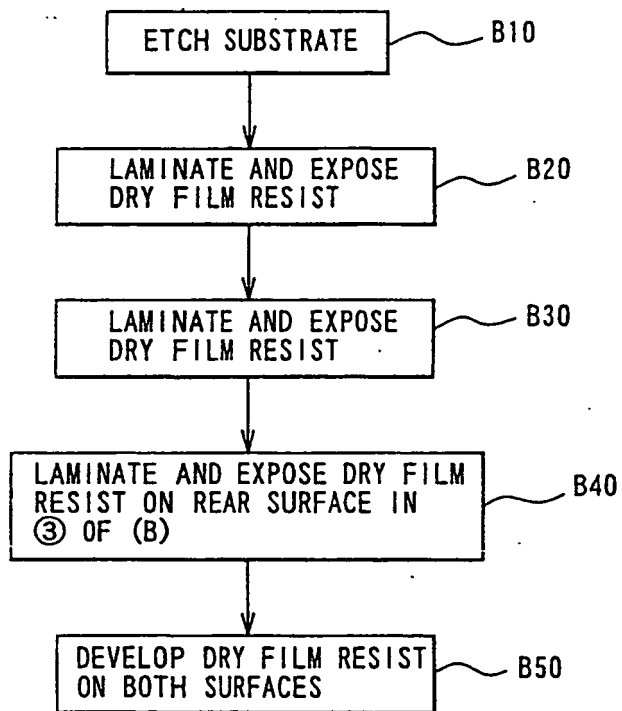 ETCH SUBSTRATE
B10
LAMINATE AND EXPOSE
DRY FILM RESIST
B20
LAMINATE AND EXPOSE
DRY FILM RESIST
B30
LAMINATE AND EXPOSE DRY FILM
RESIST ON REAR SURFACE IN
③ OF (B)
B40
DEVELOP DRY FILM RESIST
ON BOTH SURFACES
B50